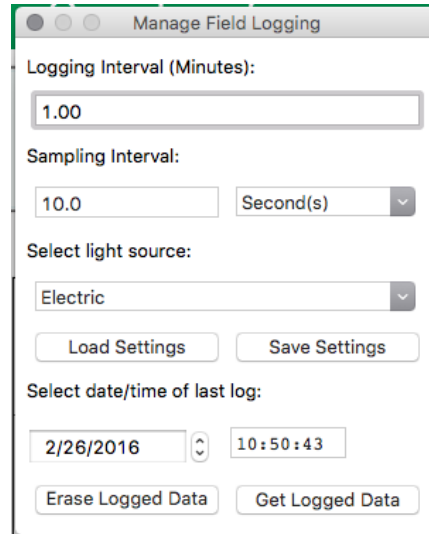 Manage Field Logging
Logging Interval (Minutes):
1.00
Sampling Interval:
10.0 Second(s)
Select light source:
Electric
Load Settings Save Settings
Select date/time of last log:
2/26/2016 10:50:43
Erase Logged Data Get Logged Data